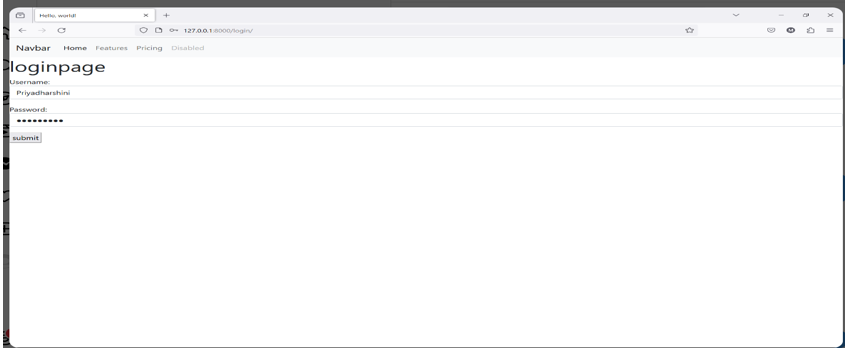 Hello, world!
127.0.0.1:8000/login/
Navbar Home Features Pricing Disabled
loginpage
Username:
Priyadharshini
Password:
•••••••••
submit